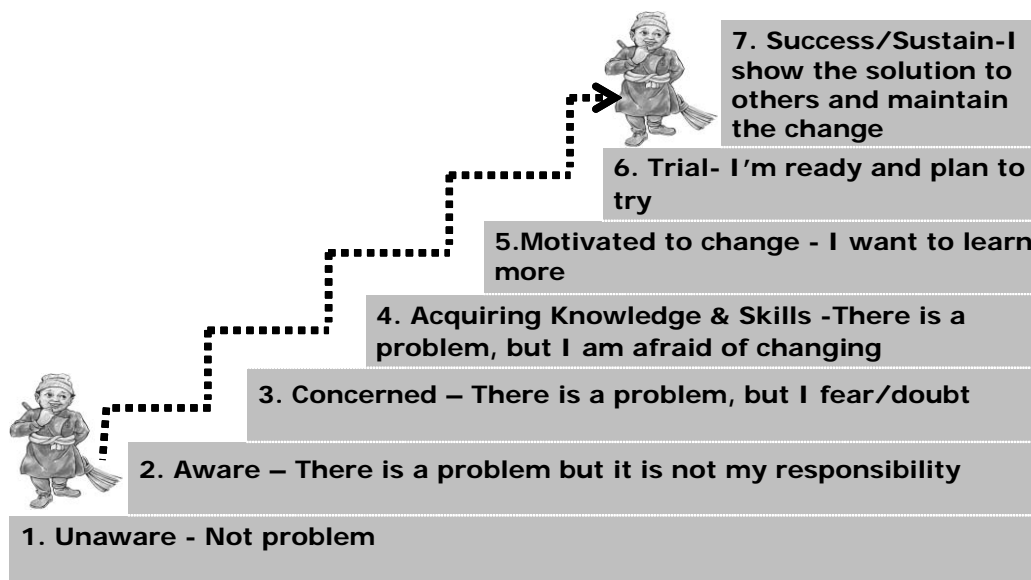 7. Success/Sustain-I
show the solution to
others and maintain
the change
6. Trial- I'm ready and plan to
try
5.Motivated to change - I want to learn
more
4. Acquiring Knowledge & Skills -There is a
problem, but I am afraid of changing
3. Concerned – There is a problem, but I fear/doubt
2. Aware – There is a problem but it is not my responsibility
1. Unaware - Not problem